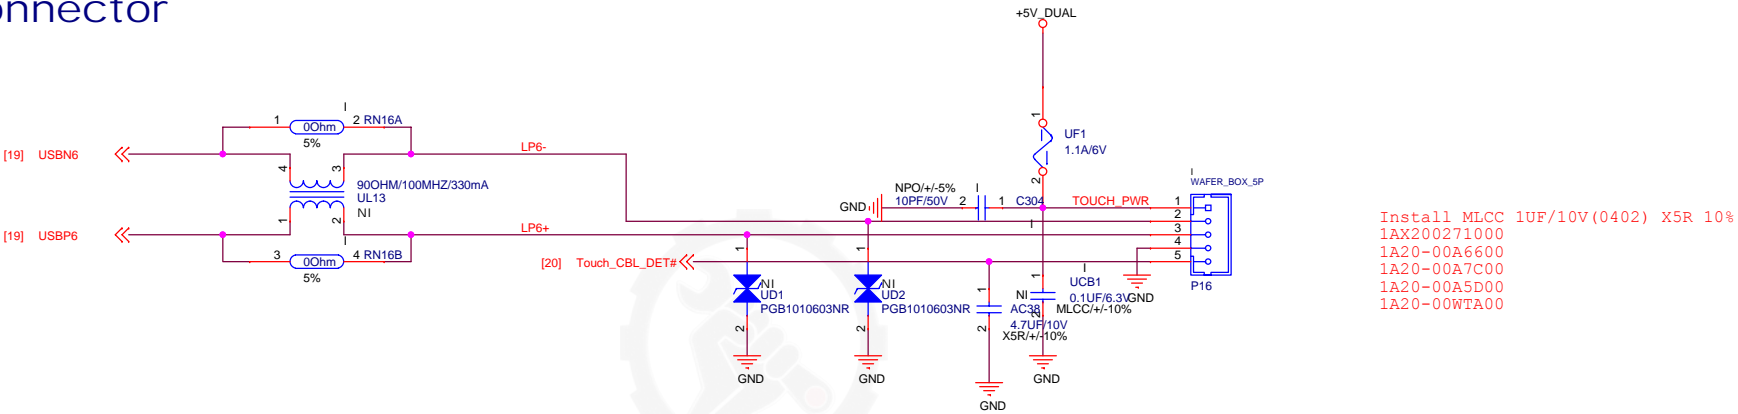 onnector
+5V_DUAL
I
1
0Ohm
2
RN16A
5%
[19]
USBN6
LP6-
4
3
90OHM/100MHZ/330mA
UL13
NI
1
2
[19]
USBP6
LP6+
I
3
0Ohm
4
RN16B
5%
1
UF1
1.1A/6V
2
NPO/+/-5%
I
GND
10PF/50V
2
1
C304
TOUCH_PWR
I
I
WAFER_BOX_5P
1
2
3
4
5
P16
GND
[20]
Touch_CBL_DET#
1
NI
UD1
PGB1010603NR
2
GND
1
NI
UD2
PGB1010603NR
2
GND
1
NI
AC38
4.7UF/10V
X5R/+/-10%
2
GND
1
I
UCB1
0.1UF/6.3V
MLCC/+/-10%
2
GND
Install MLCC 1UF/10V(0402) X5R 10%
1AX200271000
1A20-00A6600
1A20-00A7C00
1A20-00A5D00
1A20-00WTA00